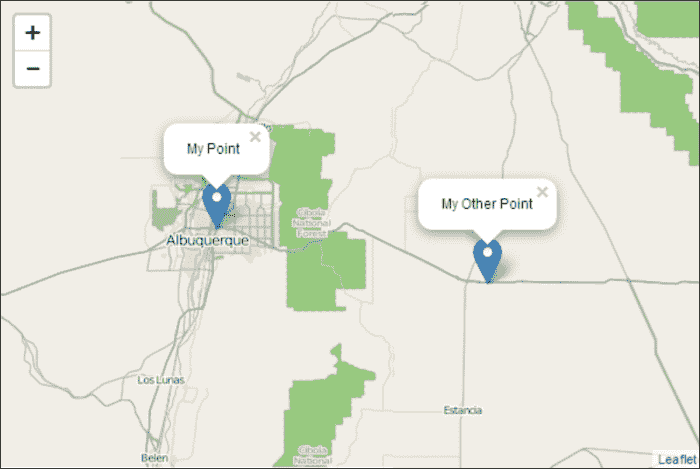 +
−
My Point ×
My Other Point ×
Albuquerque
Cibola
National
Forest
Los Lunas
Estancia
Belen
Cibola
National
Leaflet